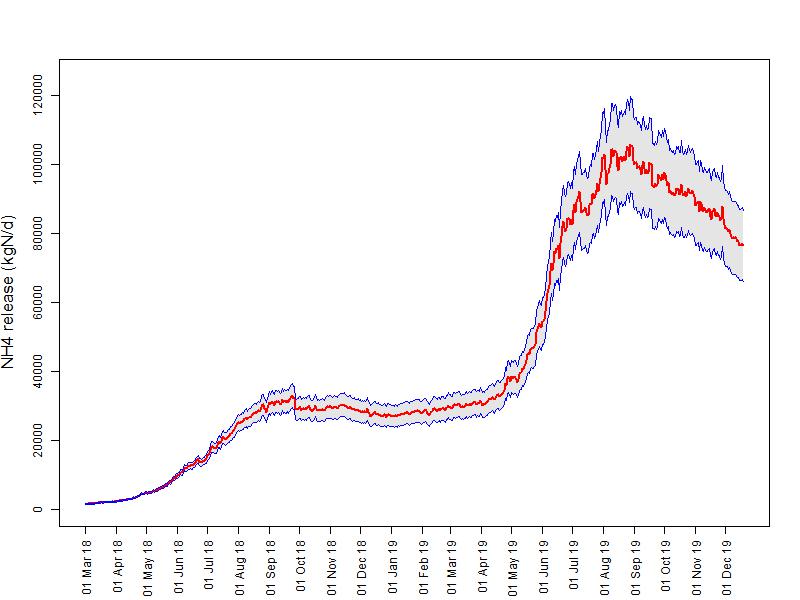 NH4 release (kgN/d)
120000
100000
80000
60000
40000
20000
0
01 Mar 18
01 Apr 18
01 May 18
01 Jun 18
01 Jul 18
01 Aug 18
01 Sep 18
01 Oct 18
01 Nov 18
01 Dec 18
01 Jan 19
01 Feb 19
01 Mar 19
01 Apr 19
01 May 19
01 Jun 19
01 Jul 19
01 Aug 19
01 Sep 19
01 Oct 19
01 Nov 19
01 Dec 19